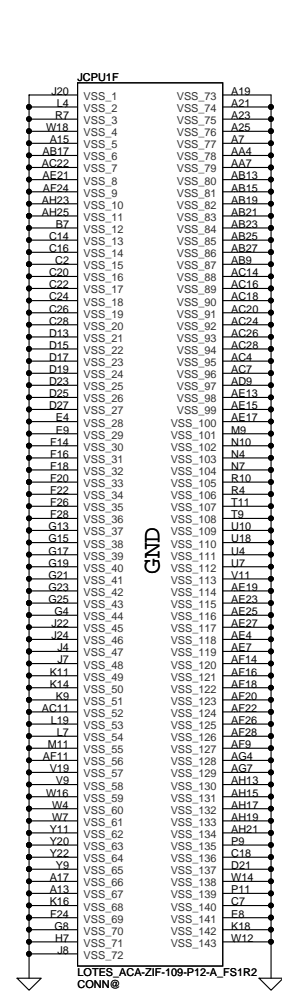 JCPU1F
J20 VSS_1 VSS_73 A19
L4 VSS_2 VSS_74 A21
R7 VSS_3 VSS_75 A23
W18 VSS_4 VSS_76 A25
A15 VSS_5 VSS_77 A7
AB17 VSS_6 VSS_78 AA4
AC22 VSS_7 VSS_79 AA7
AE21 VSS_8 VSS_80 AB13
AF24 VSS_9 VSS_81 AB15
AH23 VSS_10 VSS_82 AB19
AH25 VSS_11 VSS_83 AB21
B7 VSS_12 VSS_84 AB23
C14 VSS_13 VSS_85 AB25
C16 VSS_14 VSS_86 AB27
C2 VSS_15 VSS_87 AB9
C20 VSS_16 VSS_88 AC14
C22 VSS_17 VSS_89 AC16
C24 VSS_18 VSS_90 AC18
C26 VSS_19 VSS_91 AC20
C28 VSS_20 VSS_92 AC24
D13 VSS_21 VSS_93 AC26
D15 VSS_22 VSS_94 AC28
D17 VSS_23 VSS_95 AC4
D19 VSS_24 VSS_96 AC7
D23 VSS_25 VSS_97 AD9
D25 VSS_26 VSS_98 AE13
D27 VSS_27 VSS_99 AE15
E4 VSS_28 VSS_100 AE17
E9 VSS_29 VSS_101 M9
F14 VSS_30 VSS_102 N10
F16 VSS_31 VSS_103 N4
F18 VSS_32 VSS_104 N7
F20 VSS_33 VSS_105 R10
F22 VSS_34 VSS_106 R4
F26 VSS_35 VSS_107 T11
F28 VSS_36 VSS_108 T9
G13 VSS_37 VSS_109 U10
G15 VSS_38 VSS_110 U18
G17 VSS_39 VSS_111 U4
G19 VSS_40 VSS_112 U7
G21 VSS_41 VSS_113 V11
G23 VSS_42 VSS_114 AE19
G25 VSS_43 VSS_115 AE23
G4 VSS_44 VSS_116 AE25
J22 VSS_45 VSS_117 AE27
J24 VSS_46 VSS_118 AE4
J4 VSS_47 VSS_119 AE7
J7 VSS_48 VSS_120 AF14
K11 VSS_49 VSS_121 AF16
K14 VSS_50 VSS_122 AF18
K9 VSS_51 VSS_123 AF20
AC11 VSS_52 VSS_124 AF22
L19 VSS_53 VSS_125 AF26
L7 VSS_54 VSS_126 AF28
M11 VSS_55 VSS_127 AF9
AF11 VSS_56 VSS_128 AG4
V19 VSS_57 VSS_129 AG7
V9 VSS_58 VSS_130 AH13
W16 VSS_59 VSS_131 AH15
W4 VSS_60 VSS_132 AH17
W7 VSS_61 VSS_133 AH19
Y11 VSS_62 VSS_134 AH21
Y20 VSS_63 VSS_135 P9
Y22 VSS_64 VSS_136 C18
Y9 VSS_65 VSS_137 D21
A17 VSS_66 VSS_138 W14
A13 VSS_67 VSS_139 P11
K16 VSS_68 VSS_140 C7
F24 VSS_69 VSS_141 E8
G8 VSS_70 VSS_142 K18
H7 VSS_71 VSS_143 W12
J8 VSS_72
GND
LOTES_ACA-ZIF-109-P12-A_FS1R2
CONN@